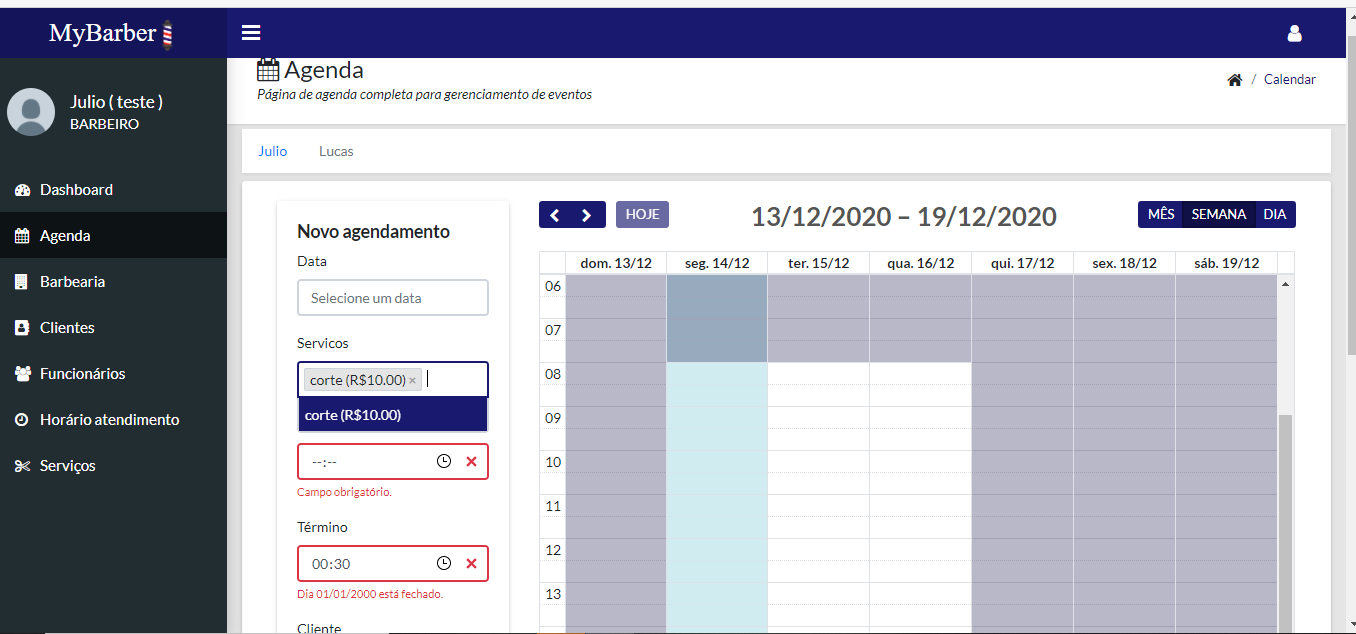 MyBarber
Julio ( teste )
BARBEIRO
Dashboard
Agenda
Barbearia
Clientes
Funcionários
Horário atendimento
Serviços
Agenda
Página de agenda completa para gerenciamento de eventos
/ Calendar
Julio Lucas
Novo agendamento
Data
Selecione um data
Servicos
corte (R$10.00) ×
corte (R$10.00)
--:--
Campo obrigatório.
Término
00:30
Dia 01/01/2000 está fechado.
Cliente
HOJE
13/12/2020 – 19/12/2020
MÊS SEMANA DIA
dom. 13/12 seg. 14/12 ter. 15/12 qua. 16/12 qui. 17/12 sex. 18/12 sáb. 19/12
06
07
08
09
10
11
12
13